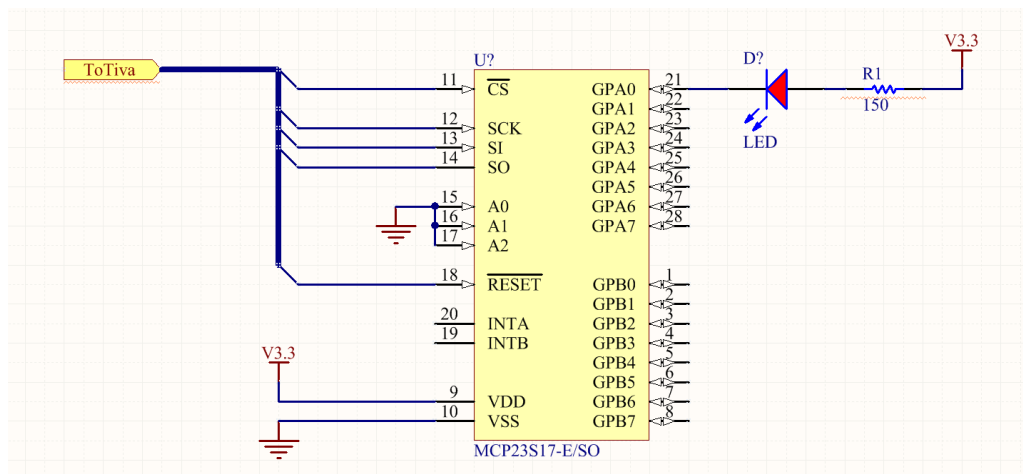 ToTiva
U?
11 CS
12 SCK
13 SI
14 SO
15 A0
16 A1
17 A2
18 RESET
20 INTA
19 INTB
V3.3
9 VDD
10 VSS
GPA0 21
GPA1 22
GPA2 23
GPA3 24
GPA4 25
GPA5 26
GPA6 27
GPA7 28
GPB0 1
GPB1 2
GPB2 3
GPB3 4
GPB4 5
GPB5 6
GPB6 7
GPB7 8
MCP23S17-E/SO
D?
LED
R1
150
V3.3